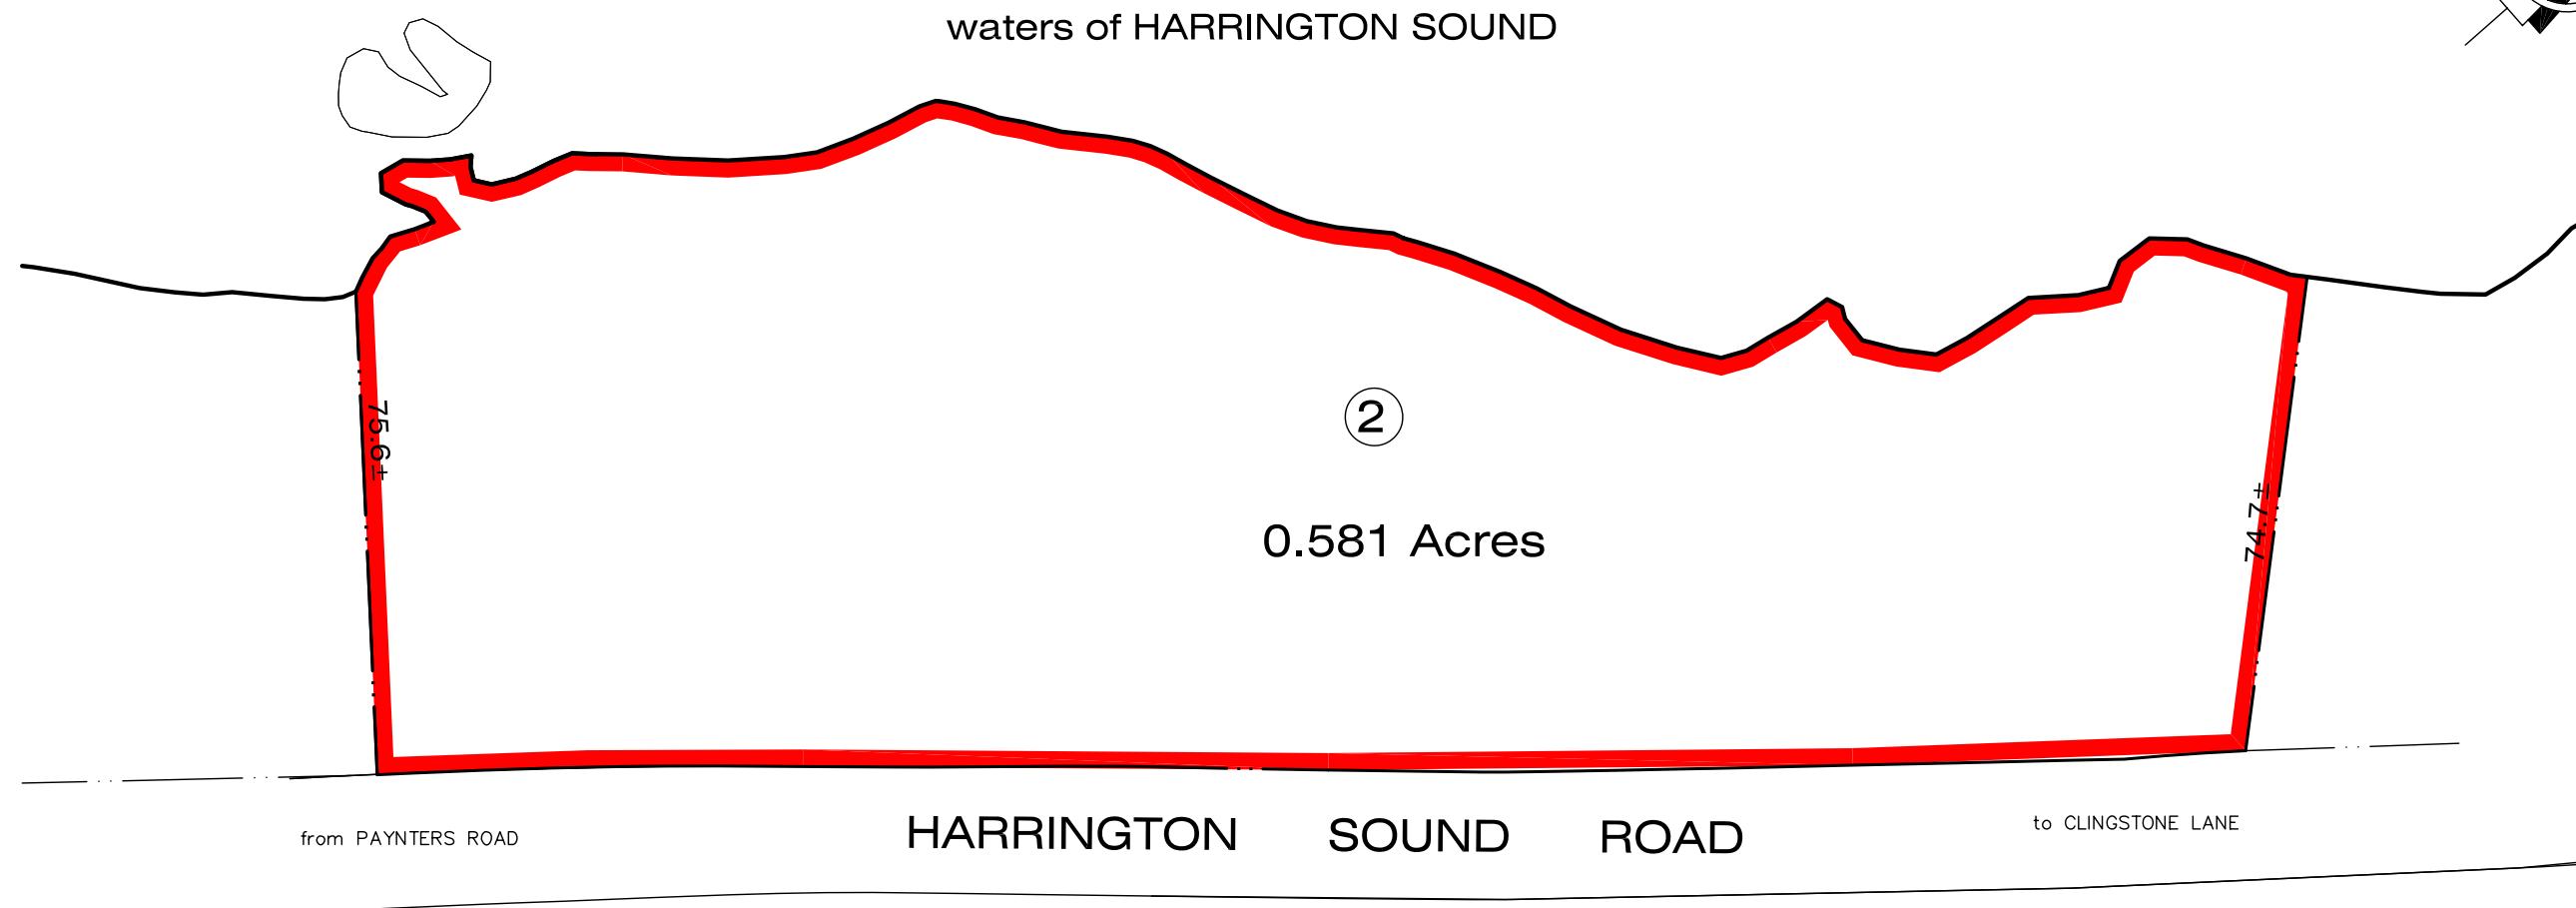 waters of HARRINGTON SOUND
75.6±
2
0.581 Acres
74.7±
HARRINGTON SOUND ROAD
from PAYNTERS ROAD
to CLINGSTONE LANE